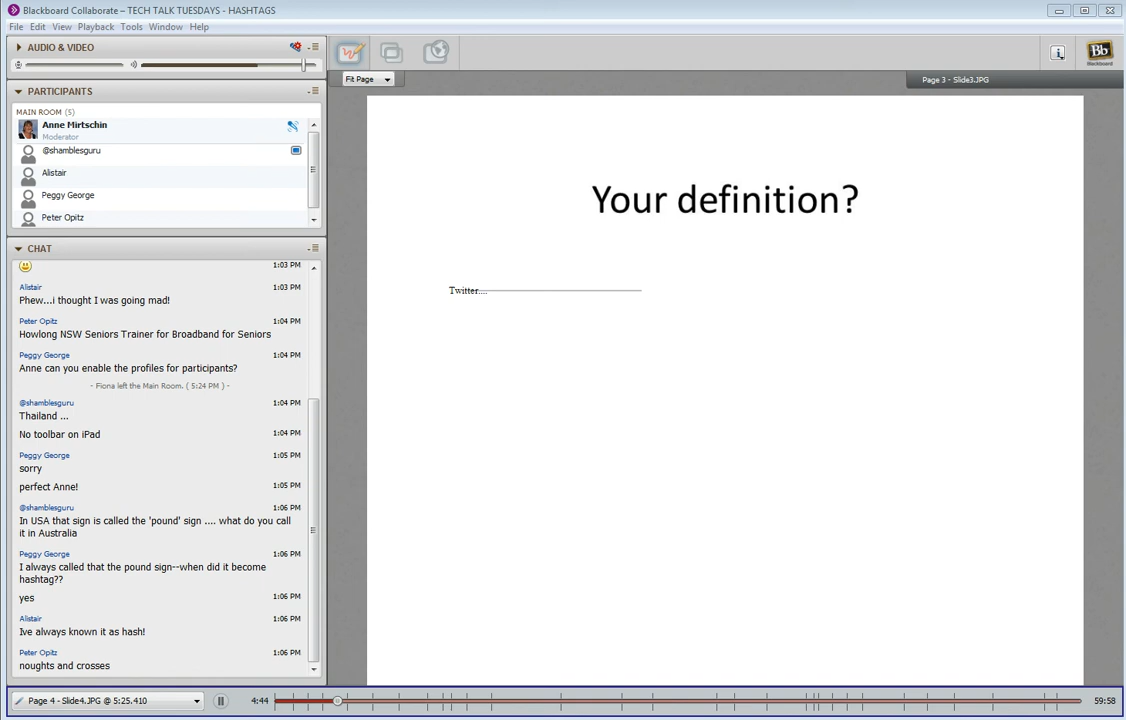 Blackboard Collaborate – TECH TALK TUESDAYS - HASHTAGS
File Edit View Playback Tools Window Help
AUDIO & VIDEO
PARTICIPANTS
MAIN ROOM (5)
Anne Mirtschin
Moderator
@shamblesguru
Alistair
Peggy George
Peter Opitz
CHAT
1:03 PM
Alistair 1:03 PM
Phew...i thought I was going mad!
Peter Opitz 1:04 PM
Howlong NSW Seniors Trainer for Broadband for Seniors
Peggy George 1:04 PM
Anne can you enable the profiles for participants?
- Fiona left the Main Room. ( 5:24 PM ) -
@shamblesguru 1:04 PM
Thailand ...
No toolbar on iPad 1:04 PM
Peggy George 1:05 PM
sorry
perfect Anne! 1:05 PM
@shamblesguru 1:06 PM
In USA that sign is called the 'pound' sign .... what do you call
it in Australia
Peggy George 1:06 PM
I always called that the pound sign--when did it become
hashtag??
yes 1:06 PM
Alistair 1:06 PM
Ive always known it as hash!
Peter Opitz 1:06 PM
noughts and crosses
Fit Page
Page 3 - Slide3.JPG
Bb
Blackboard
Your definition?
Twitter....
Page 4 - Slide4.JPG @ 5:25.410
4:44
59:58